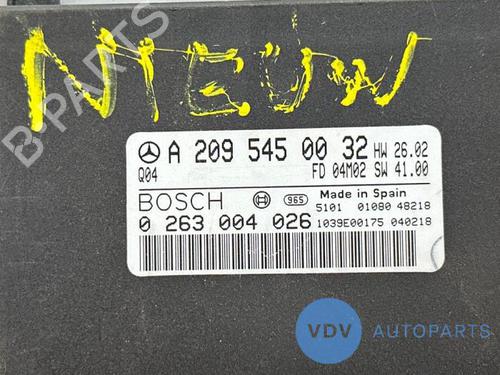 NIEUW
A 209 545 00 32 HW 26.02
Q04 FD 04M02 SW 41.00
BOSCH 965 Made in Spain
5101 01080 48218
0 263 004 026 1039E00175 040218
B-PARTS
VDV AUTOPARTS